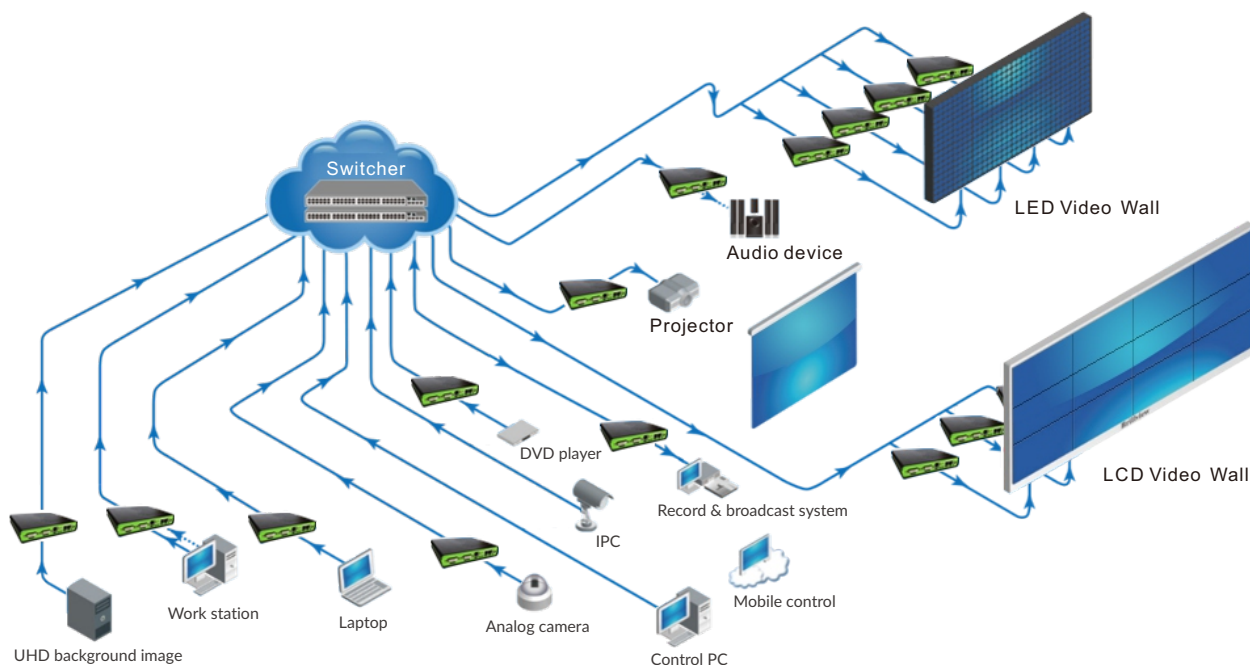 Switcher
LED Video Wall
Audio device
Projector
LCD Video Wall
DVD player
Record & broadcast system
IPC
Mobile control
Work station
Laptop
Analog camera
Control PC
UHD background image